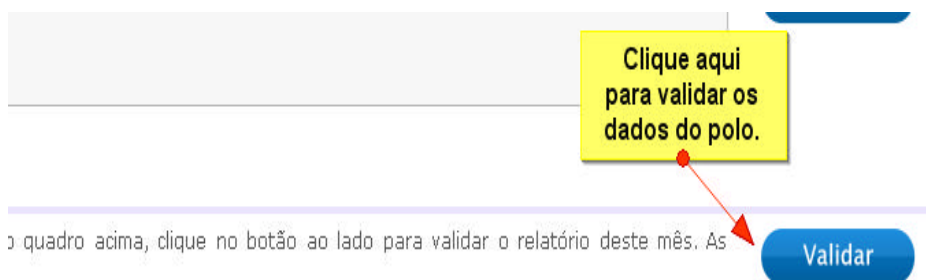 Clique aqui
para validar os
dados do polo.
o quadro acima, clique no botão ao lado para validar o relatório deste mês. As
Validar